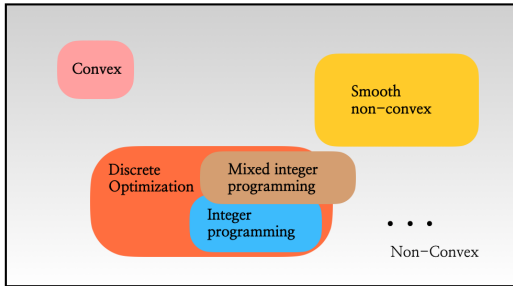 Convex
Smooth
non-convex
Discrete
Optimization
Mixed integer
programming
Integer
programming
• • •
Non-Convex